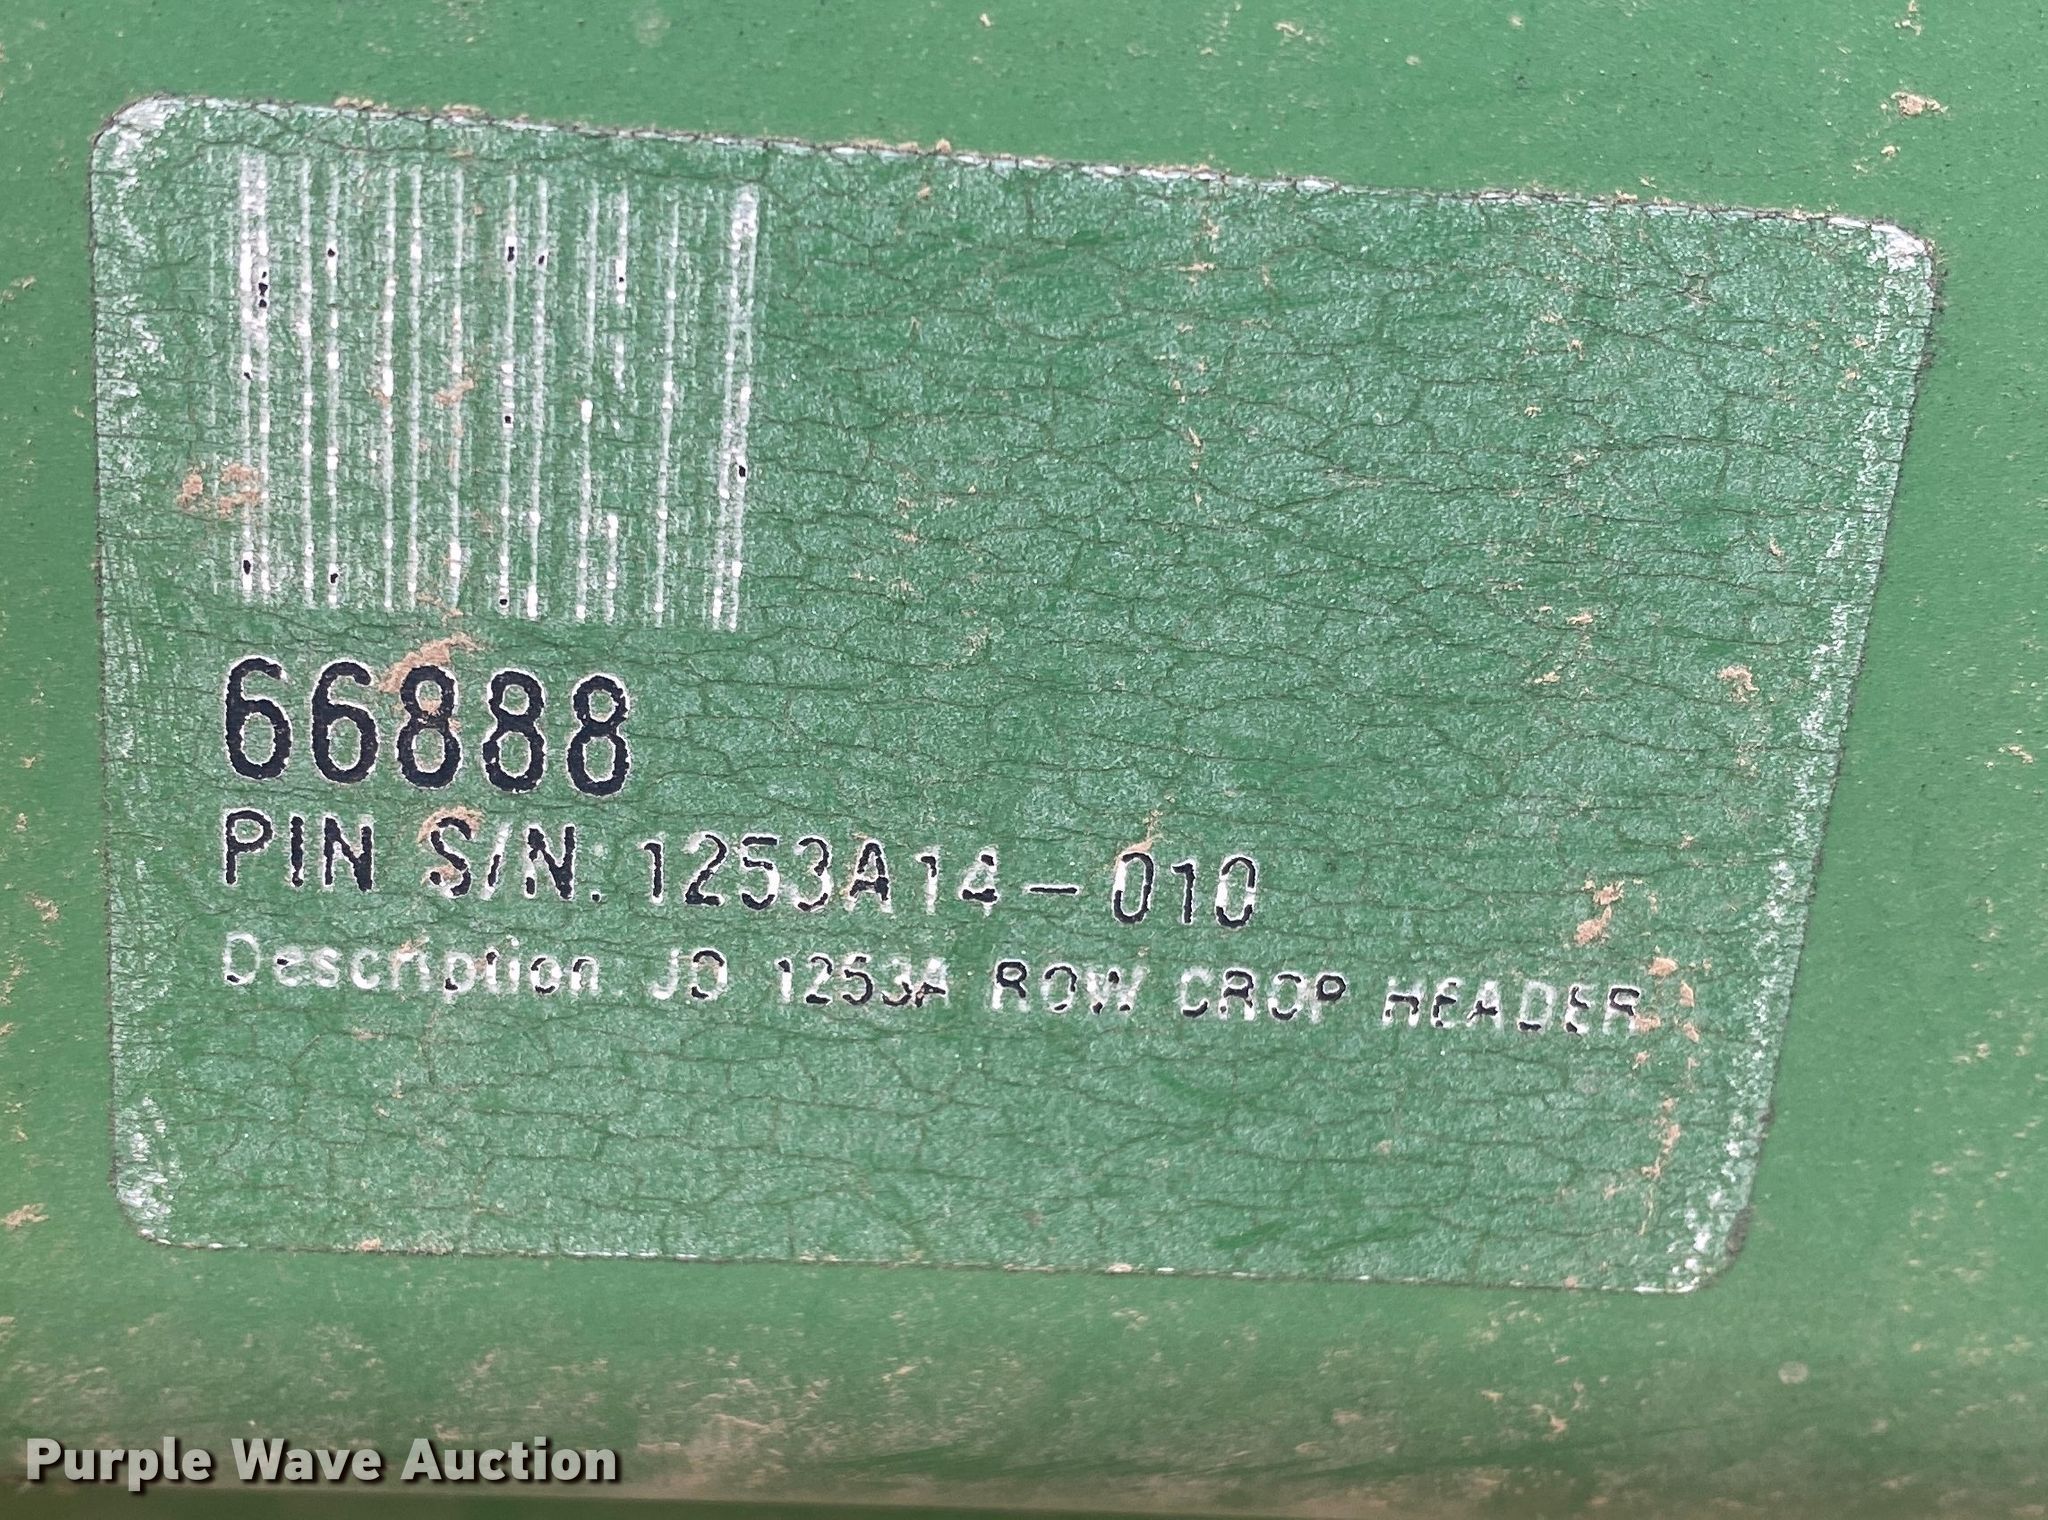 66888
PIN S/N. 1253A14-010
Description JD 1253A ROW CROP HEADER
Purple Wave Auction